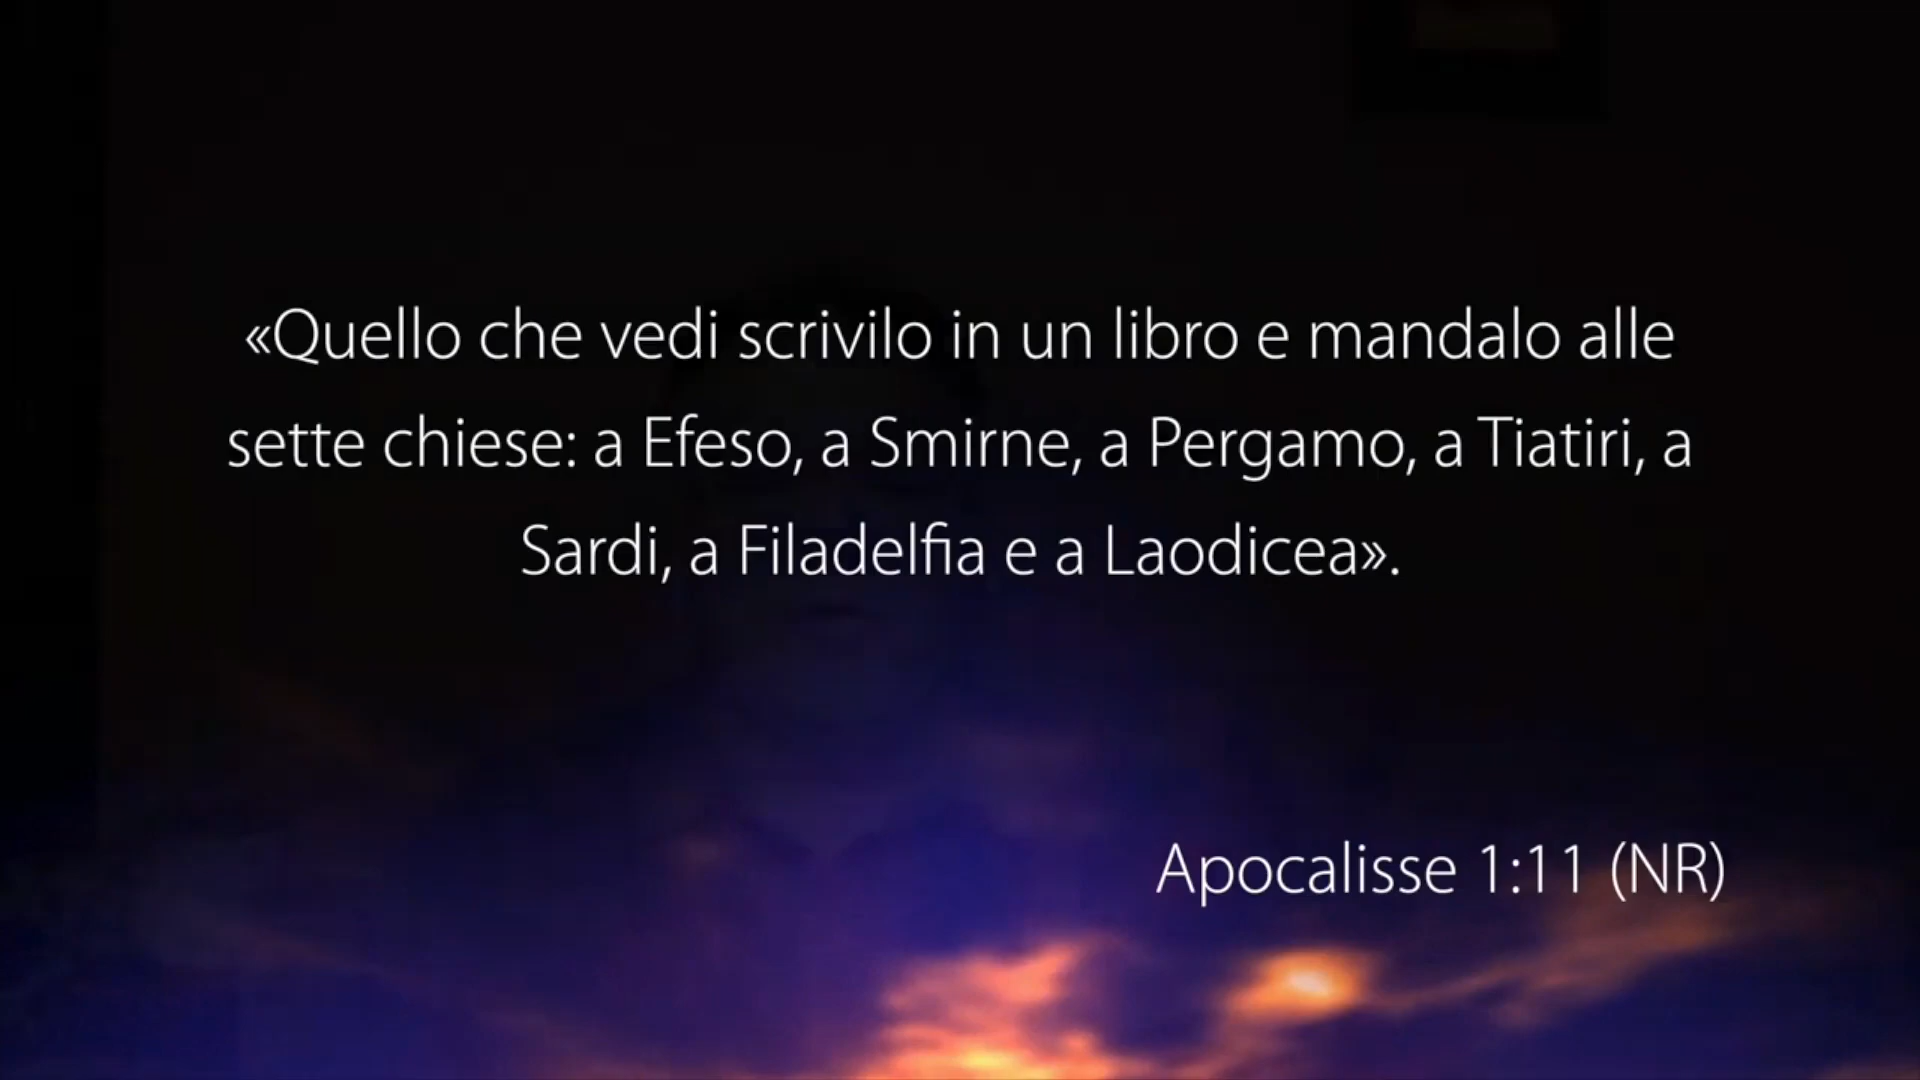 «Quello che vedi scrivilo in un libro e mandalo alle
sette chiese: a Efeso, a Smirne, a Pergamo, a Tiatiri, a
Sardi, a Filadelfia e a Laodicea».
Apocalisse 1:11 (NR)